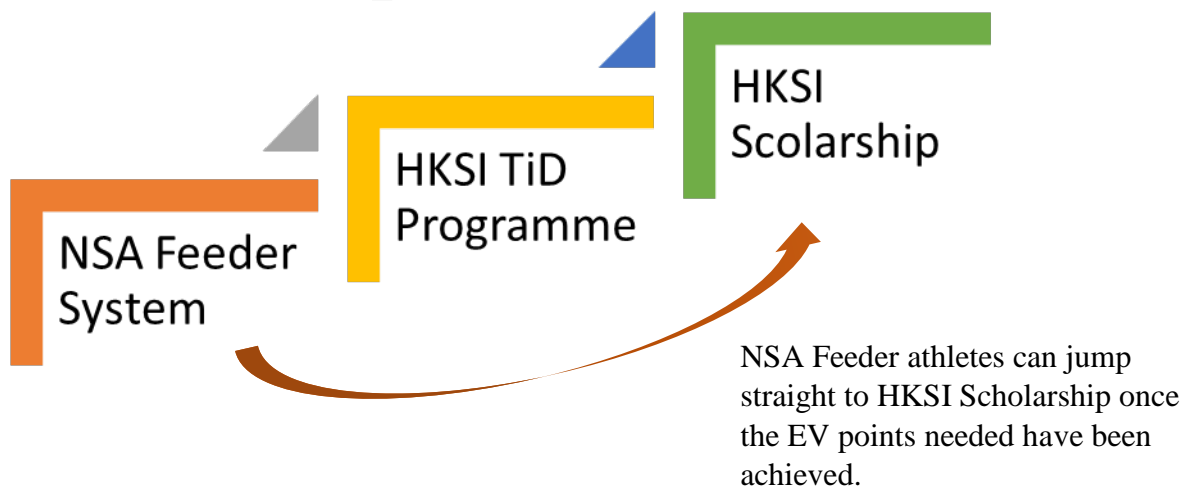 NSA Feeder
System
HKSI TiD
Programme
HKSI
Scolarship
NSA Feeder athletes can jump
straight to HKSI Scholarship once
the EV points needed have been
achieved.